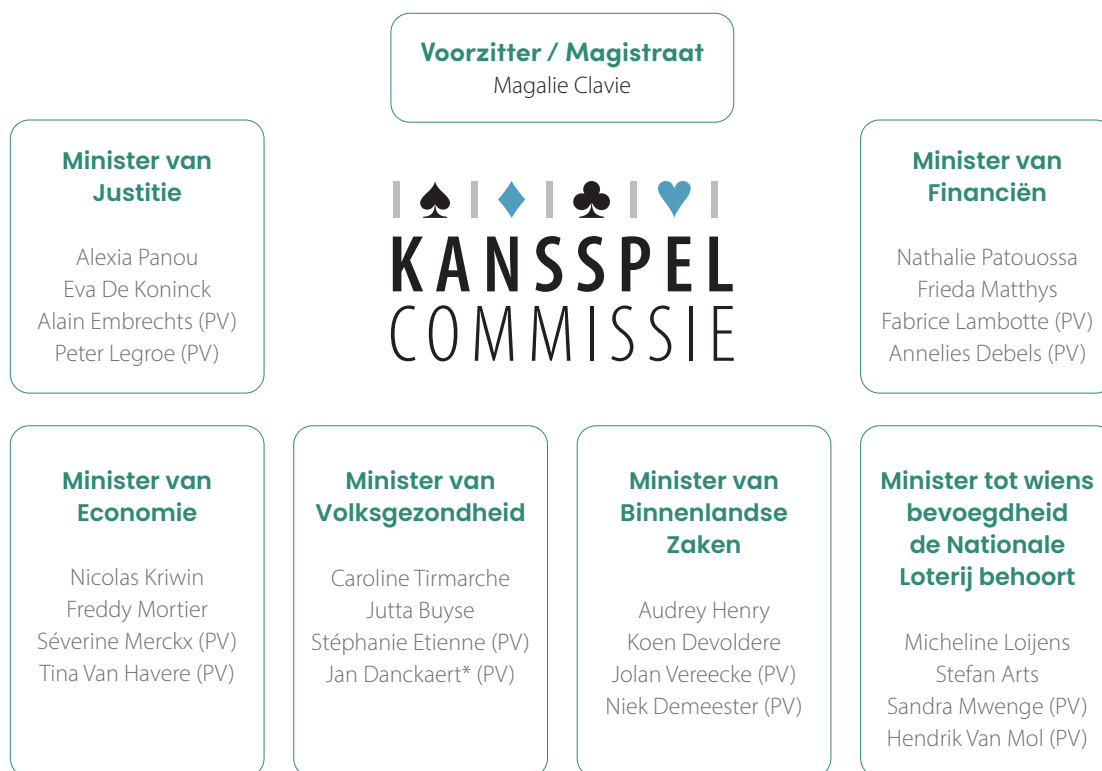 Voorzitter / Magistraat
Magalie Clavie
Minister van
Justitie
Alexia Panou
Eva De Koninck
Alain Embrechts (PV)
Peter Legroe (PV)
KANSSPEL
COMMISSIE
Minister van
Financiën
Nathalie Patouossa
Frieda Matthys
Fabrice Lambotte (PV)
Annelies Debels (PV)
Minister van
Economie
Nicolas Kriwin
Freddy Mortier
Séverine Merckx (PV)
Tina Van Havere (PV)
Minister van
Volksgezondheid
Caroline Tirmarche
Jutta Buyse
Stéphanie Etienne (PV)
Jan Danckaert* (PV)
Minister van
Binnenlandse
Zaken
Audrey Henry
Koen Devoldere
Jolan Vereecke (PV)
Niek Demeester (PV)
Minister tot wiens
bevoegdheid
de Nationale
Loterij behoort
Micheline Loijens
Stefan Arts
Sandra Mwenge (PV)
Hendrik Van Mol (PV)